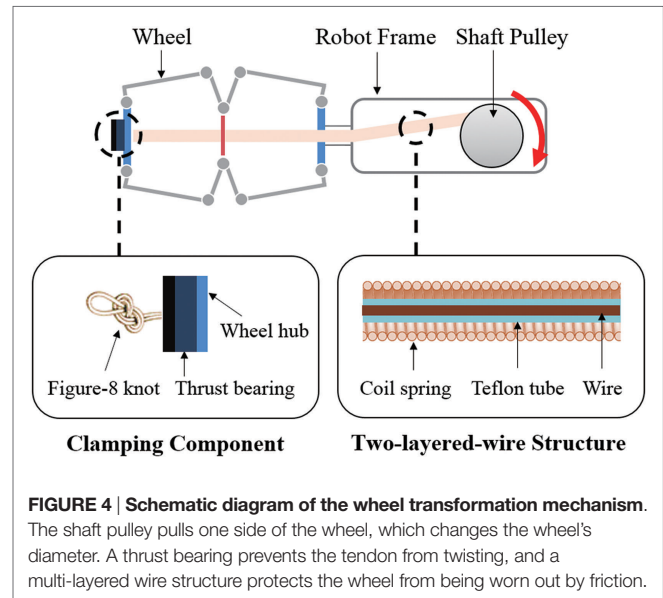 Wheel
Robot Frame
Shaft Pulley
Wheel hub
Figure-8 knot
Thrust bearing
Clamping Component
Coil spring
Teflon tube
Wire
Two-layered-wire Structure
FIGURE 4 | Schematic diagram of the wheel transformation mechanism.
The shaft pulley pulls one side of the wheel, which changes the wheel's
diameter. A thrust bearing prevents the tendon from twisting, and a
multi-layered wire structure protects the wheel from being worn out by friction.